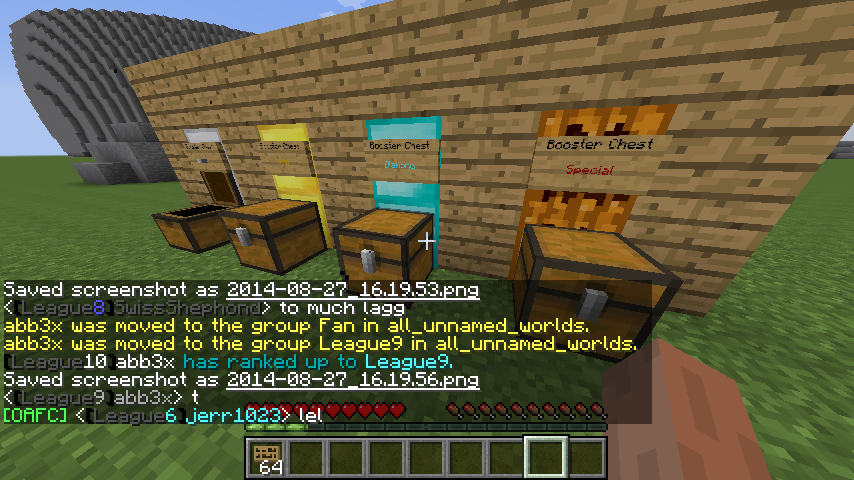 Booster Chest
Booster Chest
Special
Saved screenshot as 2014-08-27_16.19.53.png
<[League8]SwissShephond> to much lagg
abb3x was moved to the group Fan in all_unnamed_worlds.
abb3x was moved to the group League9 in all_unnamed_worlds.
[League10]abb3x has ranked up to League9.
Saved screenshot as 2014-08-27_16.19.56.png
<[League9]abb3x> t
[OAFC] <[League6]jerr1023> lel
64